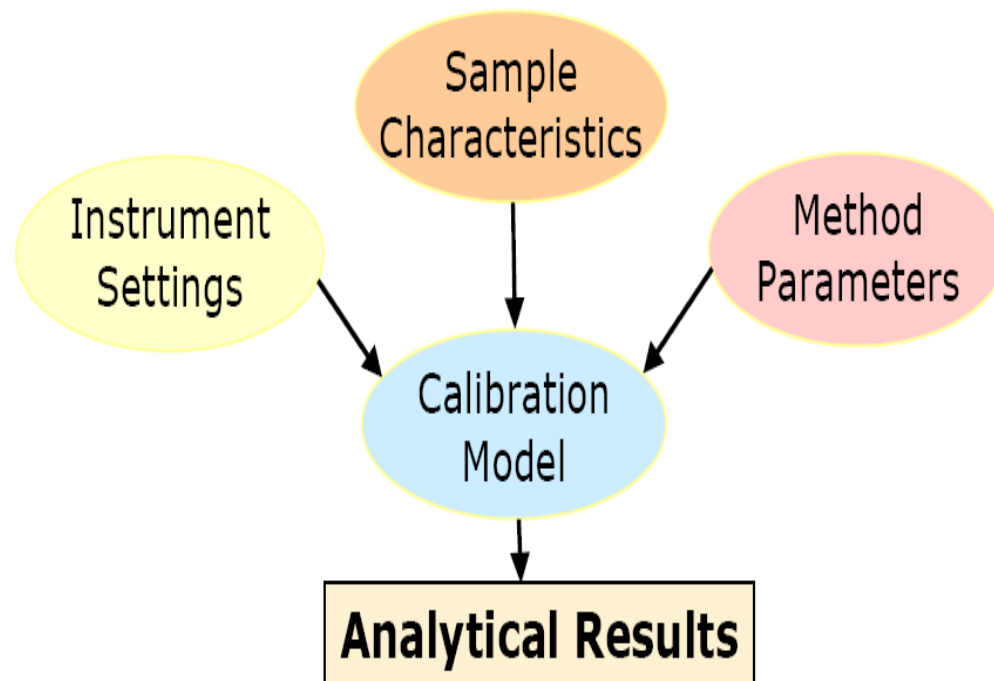 Sample
Characteristics
Instrument
Settings
Method
Parameters
Calibration
Model
Analytical Results